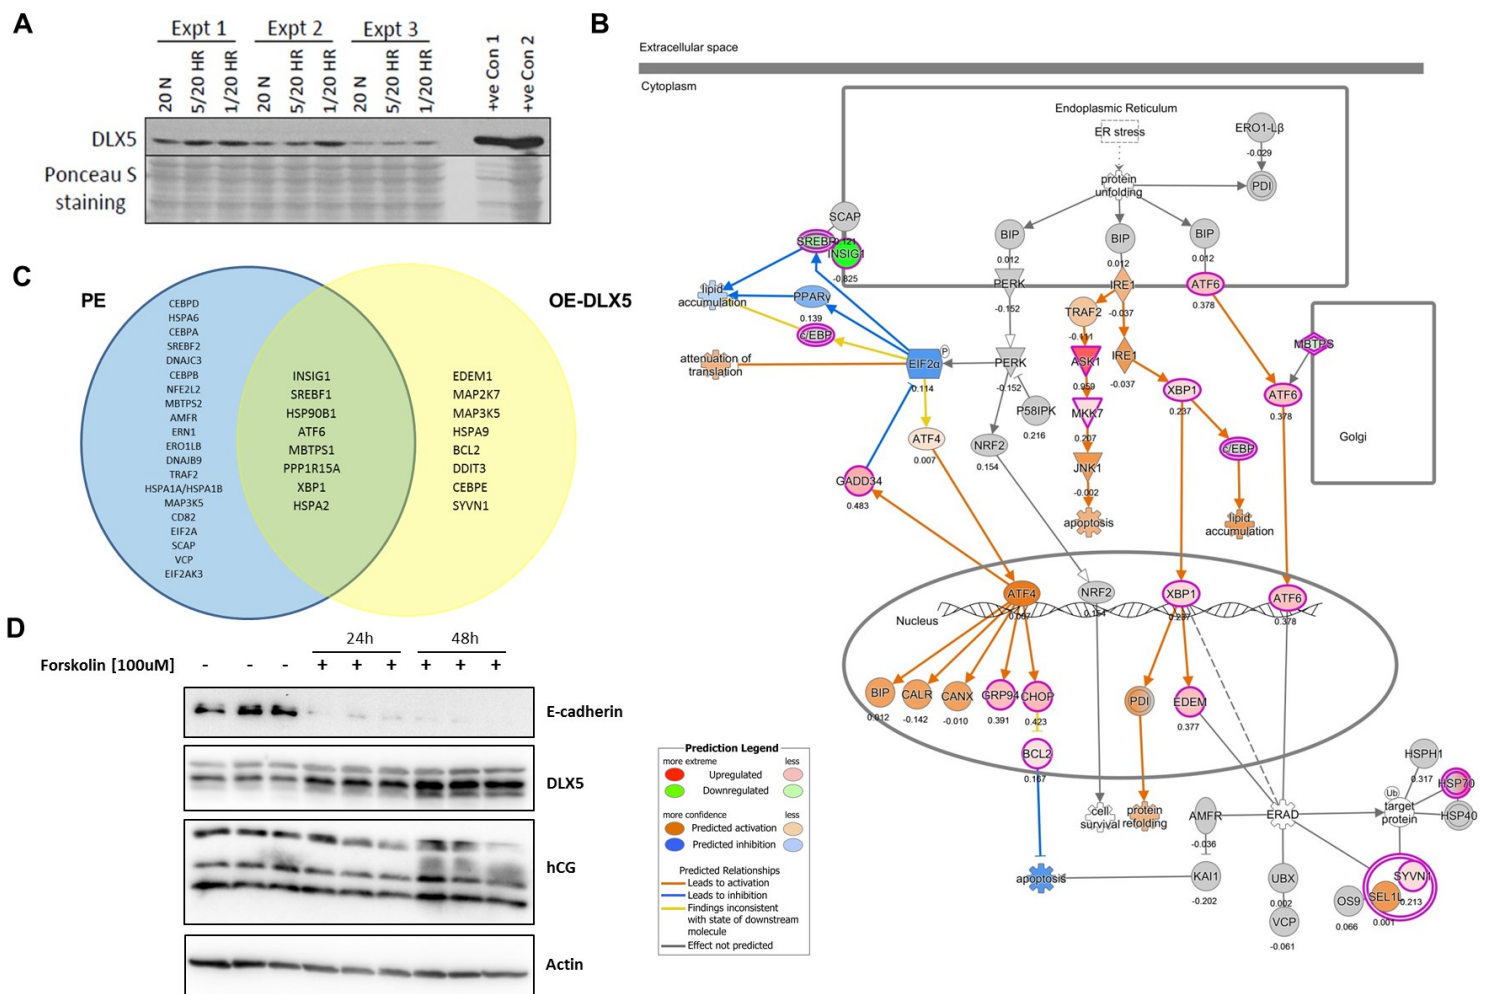 A
Expt 1 Expt 2 Expt 3
20 N
5/20 HR
1/20 HR
20 N
5/20 HR
1/20 HR
20 N
5/20 HR
1/20 HR
+ve Con 1
+ve Con 2
DLX5
Ponceau S
staining
B
Extracellular space
Cytoplasm
Endoplasmic Reticulum
ER stress
ERO1-Lβ
-0.029
protein
unfolding
PDI
SCAP
SREBP
INSIG1
-0.825
BIP
0.012
BIP
0.012
BIP
0.012
PERK
-0.152
IRE1
-0.037
ATF6
0.378
lipid
accumulation
PPARγ
0.139
c/EBP
TRAF2
-0.111
MBTPS
attenuation of
translation
EIF2α
P
0.114
PERK
-0.152
ASK1
0.959
IRE1
-0.037
XBP1
0.237
ATF6
0.378
P58IPK
0.216
MKK7
0.207
ATF4
0.007
NRF2
0.154
c/EBP
Golgi
JNK1
-0.002
GADD34
0.483
apoptosis
lipid
accumulation
Nucleus
ATF4
0.007
NRF2
0.154
XBP1
0.237
ATF6
0.378
BIP
0.012
CALR
-0.142
CANX
-0.010
GRP94
0.391
CHOP
0.423
PDI
EDEM
0.377
BCL2
0.167
HSPH1
0.317
HSP70
HSP40
Ub
target
protein
cell
survival
protein
refolding
AMFR
-0.036
ERAD
apoptosis
KAI1
-0.202
UBX
0.002
VCP
-0.061
OS9
0.066
SEL1L
0.001
SYVN1
0.213
Prediction Legend
more extreme less
Upregulated
Downregulated
more confidence less
Predicted activation
Predicted inhibition
Predicted Relationships
Leads to activation
Leads to inhibition
Findings inconsistent
with state of downstream
molecule
Effect not predicted
C
PE
OE-DLX5
CEBPD
HSPA6
CEBPA
SREBF2
DNAJC3
CEBPB
NFE2L2
MBTPS2
AMFR
ERN1
ERO1LB
DNAJB9
TRAF2
HSPA1A/HSPA1B
MAP3K5
CD82
EIF2A
SCAP
VCP
EIF2AK3
INSIG1
SREBF1
HSP90B1
ATF6
MBTPS1
PPP1R15A
XBP1
HSPA2
EDEM1
MAP2K7
MAP3K5
HSPA9
BCL2
DDIT3
CEBPE
SYVN1
D
24h 48h
Forskolin [100uM] - - - + + + + + +
E-cadherin
DLX5
hCG
Actin